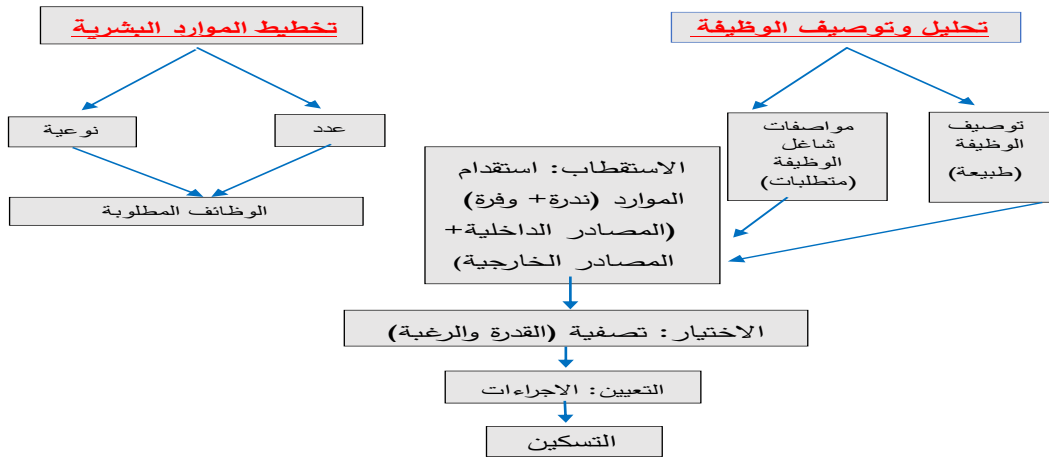 تحليل وتوصيف الوظيفة
تخطيط الموارد البشرية
توصيف
الوظيفة
(طبيعة)
مواصفات
شاغل
الوظيفة
(متطلبات)
عدد
نوعية
الوظائف المطلوبة
الاستقطاب: استقدام
الموارد (ندرة+ وفرة)
(المصادر الداخلية+
المصادر الخارجية)
الاختيار: تصفية (القدرة والرغبة)
التعيين: الاجراءات
التسكين